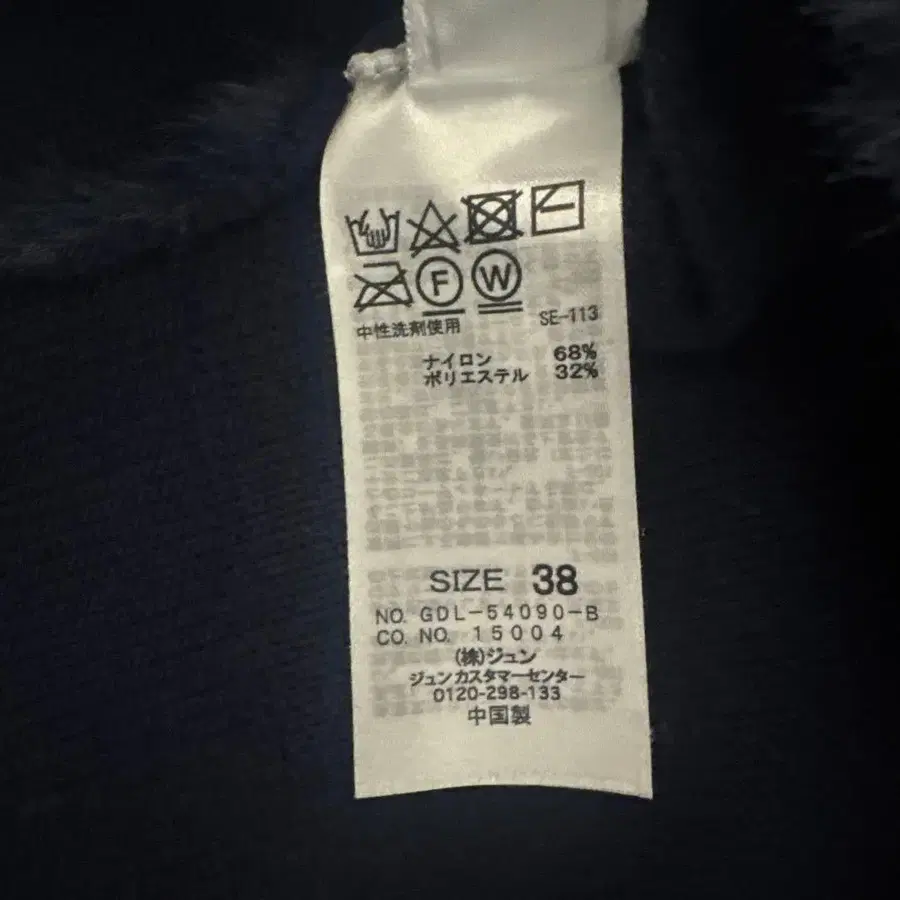 F W
中性洗剤使用 SE-113
ナイロン 68%
ポリエステル 32%
SIZE 38
NO. GDL-54090-B
CO. NO. 15004
(株)ジュン
ジュンカスタマーセンター
0120-298-133
中国製